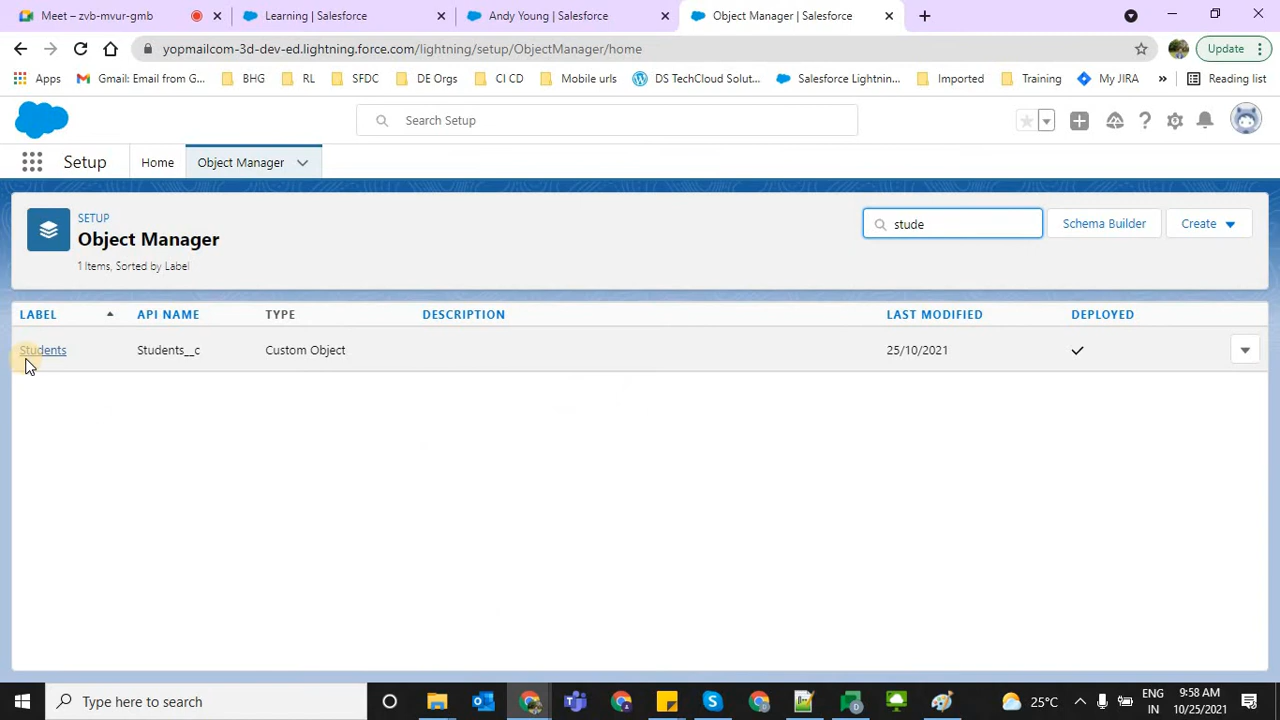 Meet – zvb-mvur-gmb
Learning | Salesforce
Andy Young | Salesforce
Object Manager | Salesforce
yopmailcom-3d-dev-ed.lightning.force.com/lightning/setup/ObjectManager/home
Update
Apps
Gmail: Email from G...
BHG
RL
SFDC
DE Orgs
CI CD
Mobile urls
DS TechCloud Solut...
Salesforce Lightnin...
Imported
Training
My JIRA
»
Reading list
Search Setup
Setup
Home
Object Manager
SETUP
Object Manager
1 Items, Sorted by Label
stude
Schema Builder
Create
LABEL
API NAME
TYPE
DESCRIPTION
LAST MODIFIED
DEPLOYED
Students
Students__c
Custom Object
25/10/2021
Type here to search
25°C
ENG
IN
9:58 AM
10/25/2021